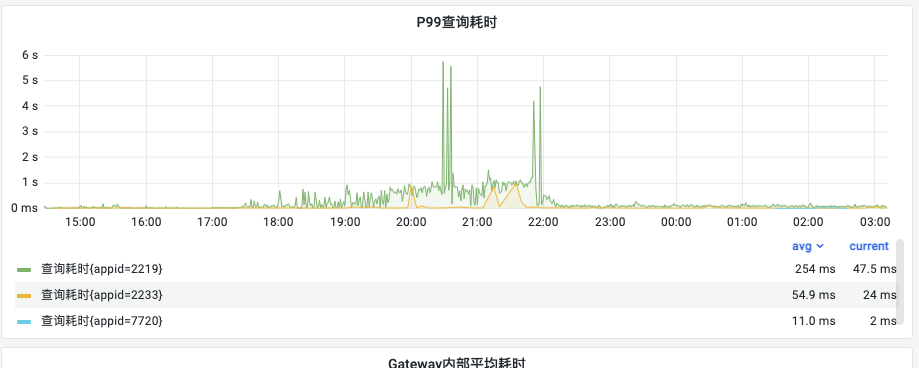 P99查询耗时
6 s
5 s
4 s
3 s
2 s
1 s
0 ms
15:00 16:00 17:00 18:00 19:00 20:00 21:00 22:00 23:00 00:00 01:00 02:00 03:00
avg current
查询耗时{appid=2219} 254 ms 47.5 ms
查询耗时{appid=2233} 54.9 ms 24 ms
查询耗时{appid=7720} 11.0 ms 2 ms
Gateway内部平均耗时